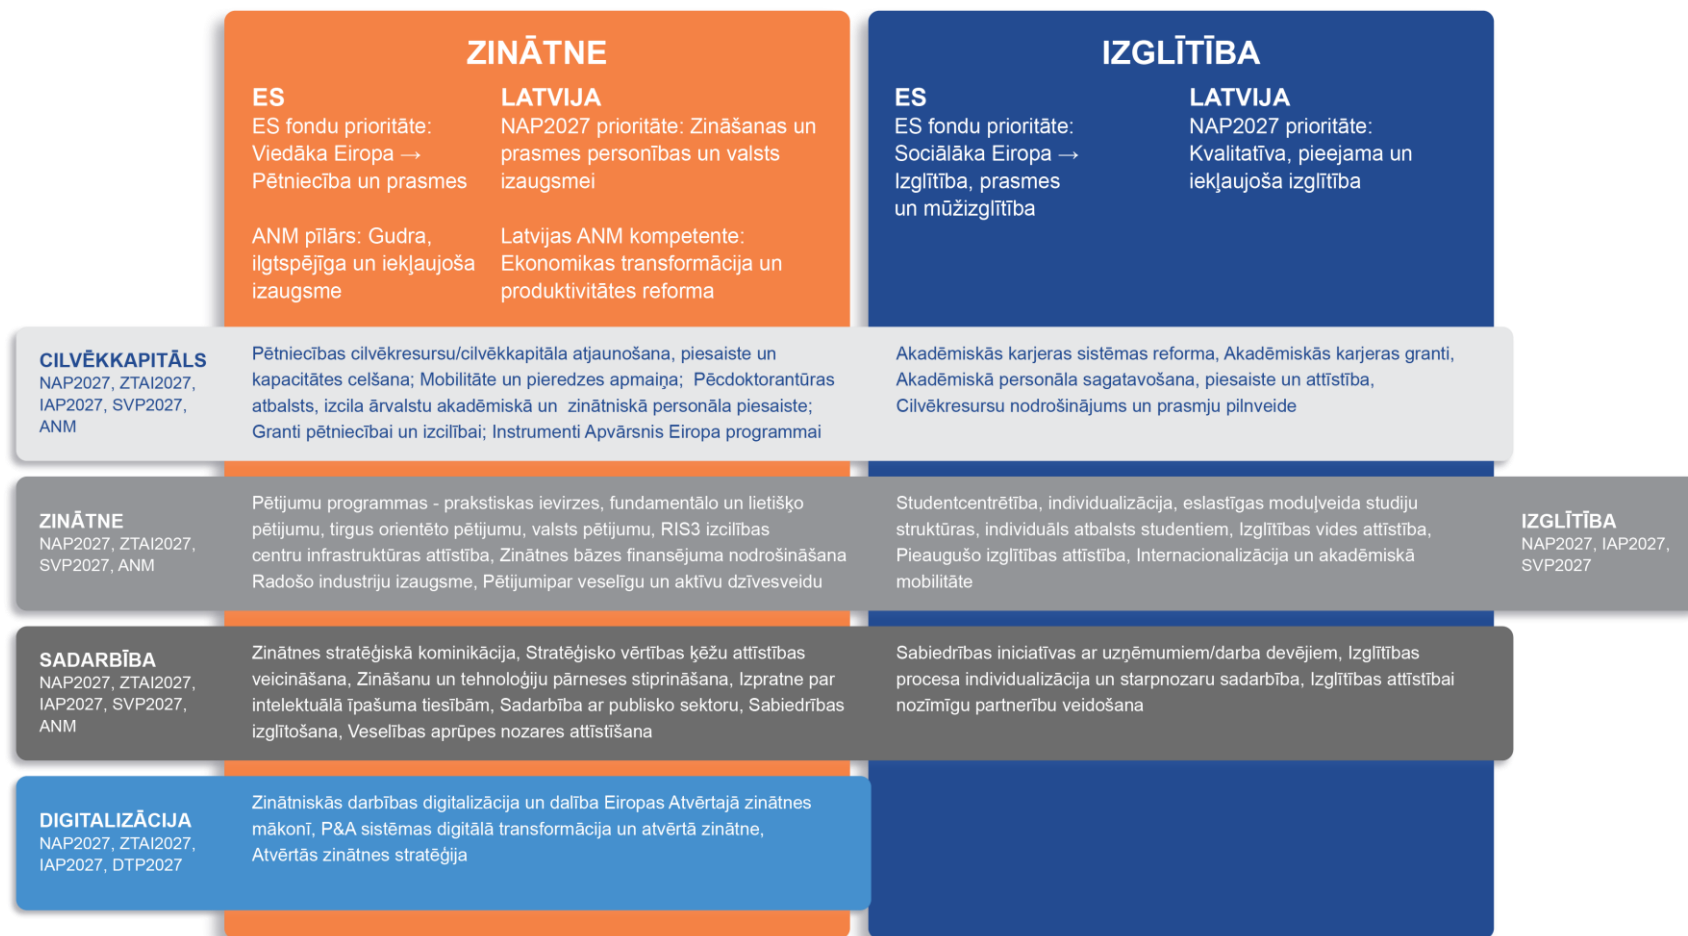 ZINĀTNE
ES
ES fondu prioritāte:
Viedāka Eiropa →
Pētniecība un prasmes
ANM pīlārs: Gudra,
ilgtspējīga un iekļaujoša
izaugsme
LATVIJA
NAP2027 prioritāte: Zināšanas un
prasmes personības un valsts
izaugsmei
Latvijas ANM kompetente:
Ekonomikas transformācija un
produktivitātes reforma
IZGLĪTĪBA
ES
ES fondu prioritāte:
Sociālāka Eiropa →
Izglītība, prasmes
un mūžizglītība
LATVIJA
NAP2027 prioritāte:
Kvalitatīva, pieejama un
iekļaujoša izglītība
CILVĒKKAPITĀLS
NAP2027, ZTAI2027,
IAP2027, SVP2027,
ANM
Pētniecības cilvēkresursu/cilvēkkapitāla atjaunošana, piesaiste un
kapacitātes celšana; Mobilitāte un pieredzes apmaiņa; Pēcdoktorantūras
atbalsts, izcila ārvalstu akadēmiskā un zinātniskā personāla piesaiste;
Granti pētniecībai un izcilībai; Instrumenti Apvārsnis Eiropa programmai
Akadēmiskās karjeras sistēmas reforma, Akadēmiskās karjeras granti,
Akadēmiskā personāla sagatavošana, piesaiste un attīstība,
Cilvēkresursu nodrošinājums un prasmju pilnveide
ZINĀTNE
NAP2027, ZTAI2027,
SVP2027, ANM
Pētijumu programmas - prakstiskas ievirzes, fundamentālo un lietišķo
pētijumu, tirgus orientēto pētijumu, valsts pētijumu, RIS3 izcilības
centru infrastruktūras attīstība, Zinātnes bāzes finansējuma nodrošināšana
Radošo industriju izaugsme, Pētijumipar veselīgu un aktīvu dzīvesveidu
Studentcentrētība, individualizācija, eslastīgas moduļveida studiju
struktūras, individuāls atbalsts studentiem, Izglītības vides attīstība,
Pieaugušo izglītības attīstība, Internacionalizācija un akadēmiskā
mobilitāte
IZGLĪTĪBA
NAP2027, IAP2027,
SVP2027
SADARBĪBA
NAP2027, ZTAI2027,
IAP2027, SVP2027,
ANM
Zinātnes stratēģiskā kominikācija, Stratēģisko vērtības ķēžu attīstības
veicināšana, Zināšanu un tehnoloģiju pārneses stiprināšana, Izpratne par
intelektuālā īpašuma tiesībām, Sadarbība ar publisko sektoru, Sabiedrības
izglītošana, Veselības aprūpes nozares attīstīšana
Sabiedrības iniciatīvas ar uzņēmumiem/darba devējiem, Izglītības
procesa individualizācija un starpnozaru sadarbība, Izglītības attīstībai
nozīmīgu partnerību veidošana
DIGITALIZĀCIJA
NAP2027, ZTAI2027,
IAP2027, DTP2027
Zinātniskās darbības digitalizācija un dalība Eiropas Atvērtajā zinātnes
mākonī, P&A sistēmas digitālā transformācija un atvērtā zinātne,
Atvērtās zinātnes stratēģija